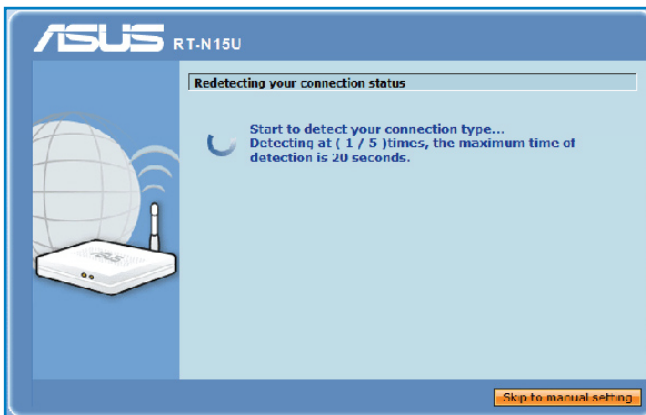 ASUS RT-N15U
Redetecting your connection status
Start to detect your connection type...
Detecting at ( 1 / 5 )times, the maximum time of
detection is 20 seconds.
ASUS
Skip to manual setting